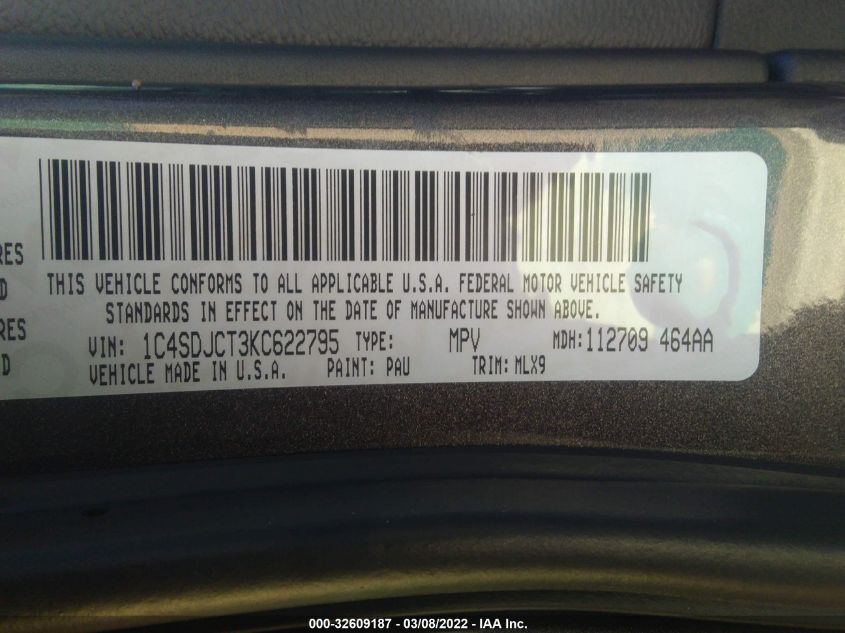 RES
D
RES
D
THIS VEHICLE CONFORMS TO ALL APPLICABLE U.S.A. FEDERAL MOTOR VEHICLE SAFETY
STANDARDS IN EFFECT ON THE DATE OF MANUFACTURE SHOWN ABOVE.
VIN: 1C4SDJCT3KC622795 TYPE: MPV MDH: 112709 464AA
VEHICLE MADE IN U.S.A. PAINT: PAU TRIM: MLX9
000-32609187 - 03/08/2022 - IAA Inc.